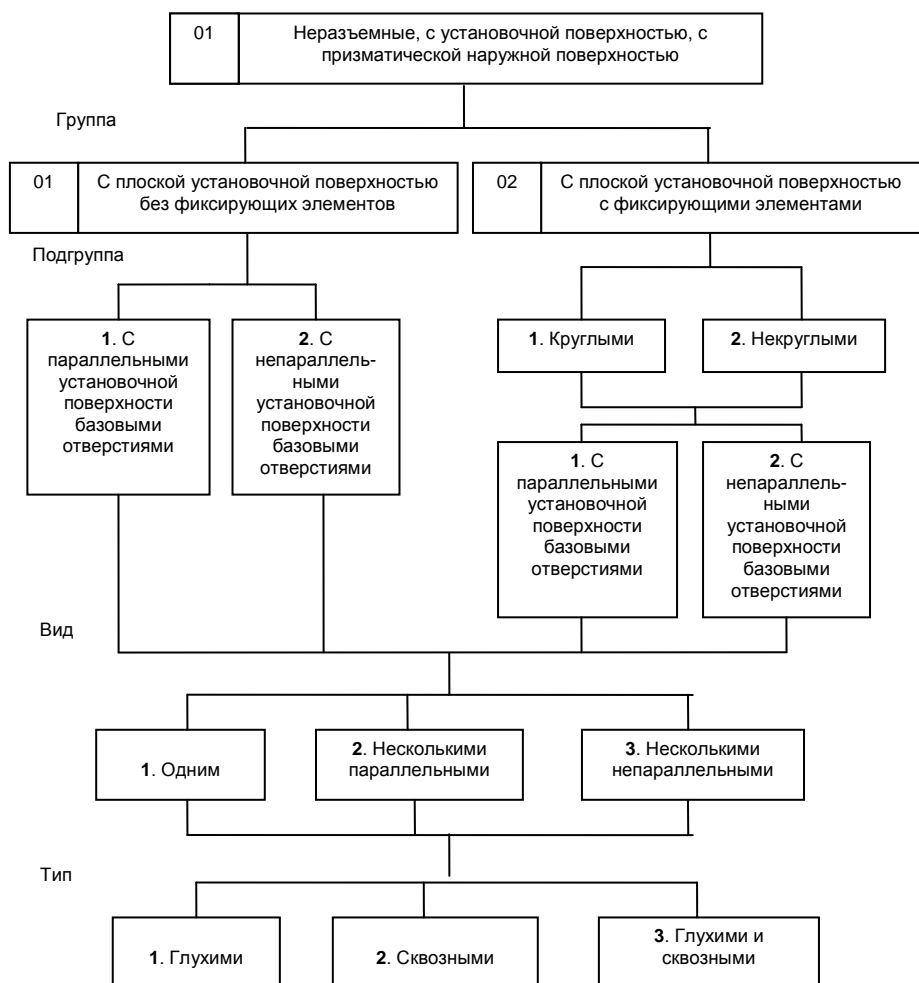 01
Неразъемные, с установочной поверхностью, с
призматической наружной поверхностью
Группа
01
С плоской установочной поверхностью
без фиксирующих элементов
02
С плоской установочной поверхностью
с фиксирующими элементами
Подгруппа
1. С
параллельными
установочной
поверхности
базовыми
отверстиями
2. С
непараллель-
ными
установочной
поверхности
базовыми
отверстиями
1. Круглыми
2. Некруглыми
1. С
параллельными
установочной
поверхности
базовыми
отверстиями
2. С
непараллель-
ными
установочной
поверхности
базовыми
отверстиями
Вид
1. Одним
2. Несколькими
параллельными
3. Несколькими
непараллельными
Тип
1. Глухими
2. Сквозными
3. Глухими и
сквозными